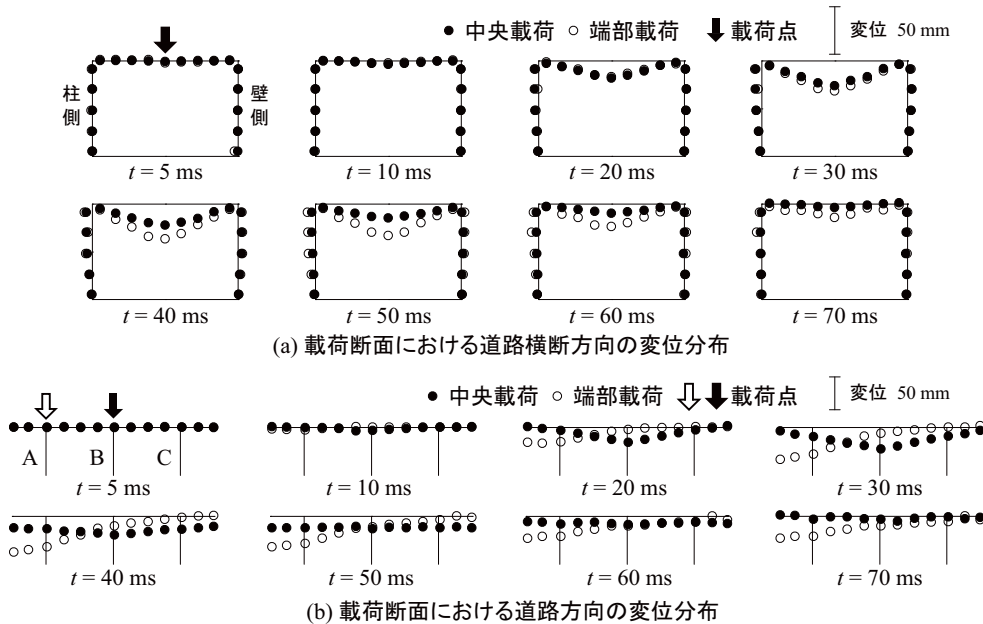 ● 中央載荷 ○ 端部載荷 載荷点 変位 50 mm
柱側
壁側
t = 5 ms t = 10 ms t = 20 ms t = 30 ms
t = 40 ms t = 50 ms t = 60 ms t = 70 ms
(a) 載荷断面における道路横断方向の変位分布
● 中央載荷 ○ 端部載荷 載荷点 変位 50 mm
A B C
t = 5 ms t = 10 ms t = 20 ms t = 30 ms
t = 40 ms t = 50 ms t = 60 ms t = 70 ms
(b) 載荷断面における道路方向の変位分布